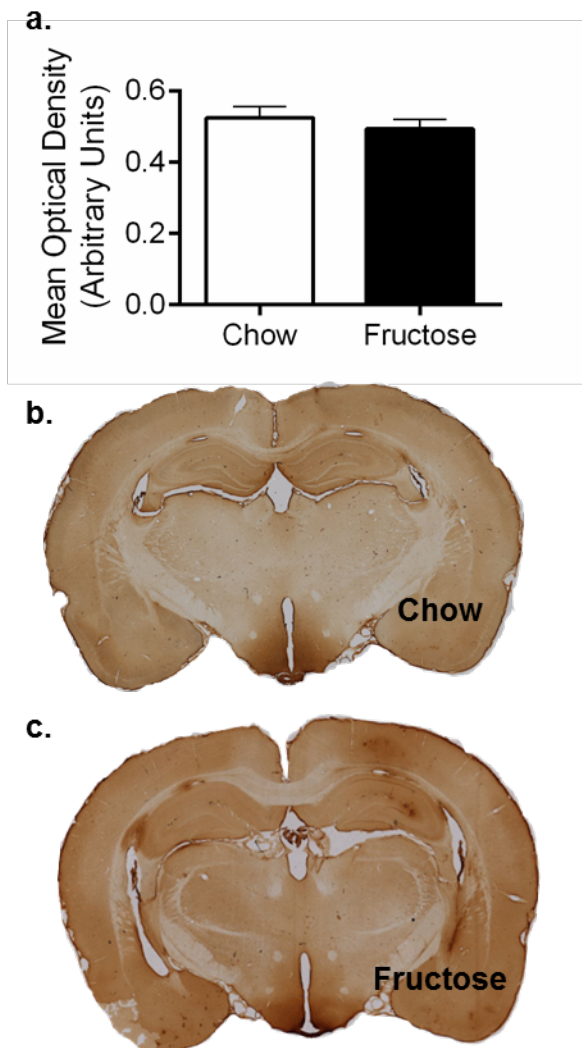 a.
Mean Optical Density
(Arbitrary Units)
0.6
0.4
0.2
0.0
Chow
Fructose
b.
Chow
c.
Fructose